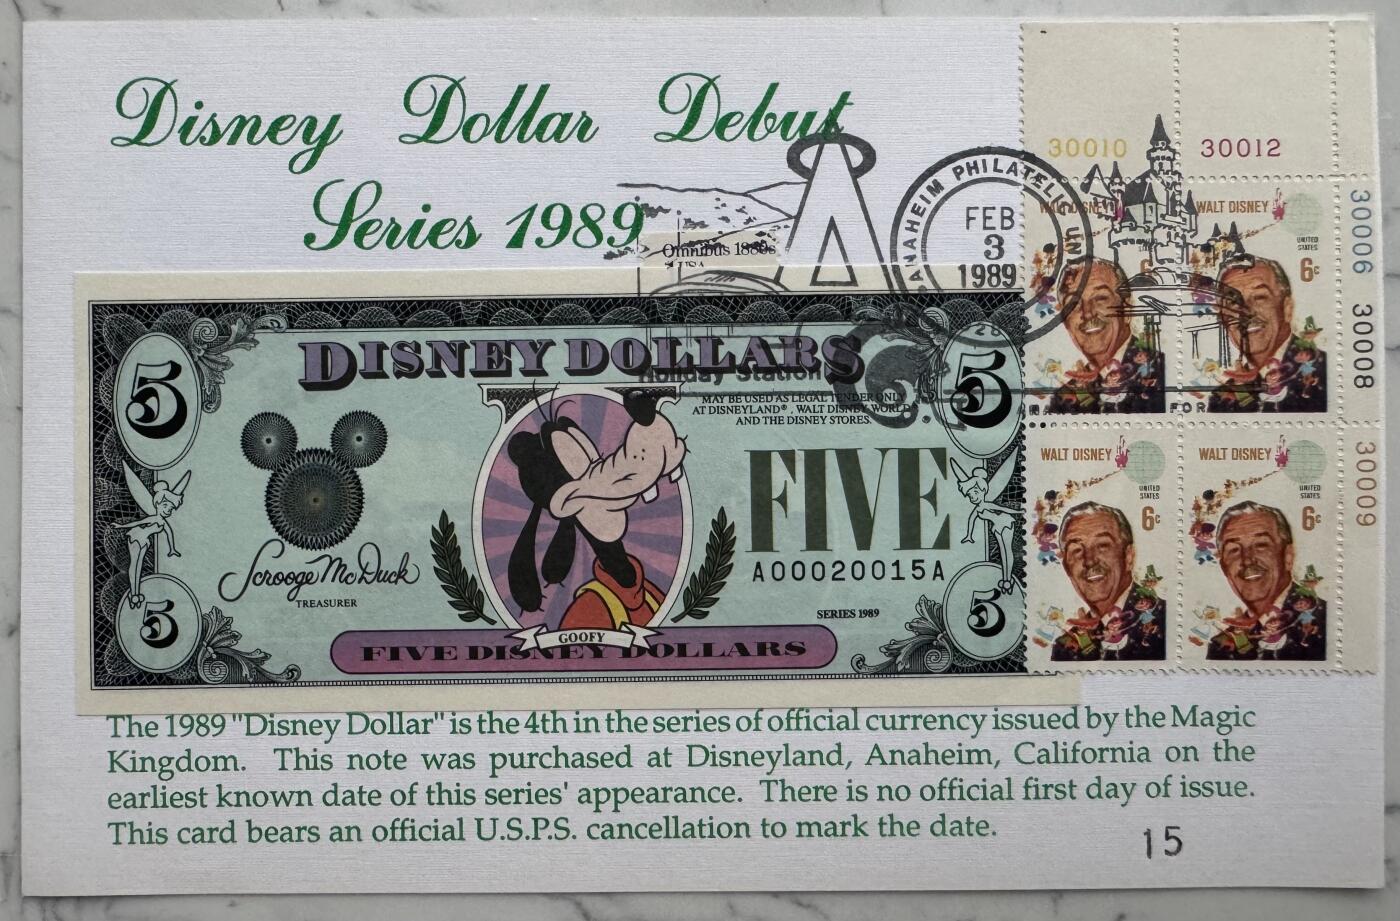 Disney Dollar Debut
Series 1989
30010
30012
ANAHEIM PHILATELIC
FEB
3
1989
Omnibus 1880s
USA
WALT DISNEY
WALT DISNEY
UNITED
STATES
6c
6c
30006 30008 30009
DISNEY DOLLARS
5
5
Holiday Station
MAY BE USED AS LEGAL TENDER ONLY
AT DISNEYLAND®, WALT DISNEY WORLD
AND THE DISNEY STORES.
FOR
FIVE
A00020015A
Scrooge McDuck
TREASURER
SERIES 1989
5
5
GOOFY
FIVE DISNEY DOLLARS
WALT DISNEY
UNITED
STATES
6c
WALT DISNEY
UNITED
STATES
6c
The 1989 "Disney Dollar" is the 4th in the series of official currency issued by the Magic
Kingdom. This note was purchased at Disneyland, Anaheim, California on the
earliest known date of this series' appearance. There is no official first day of issue.
This card bears an official U.S.P.S. cancellation to mark the date.
15